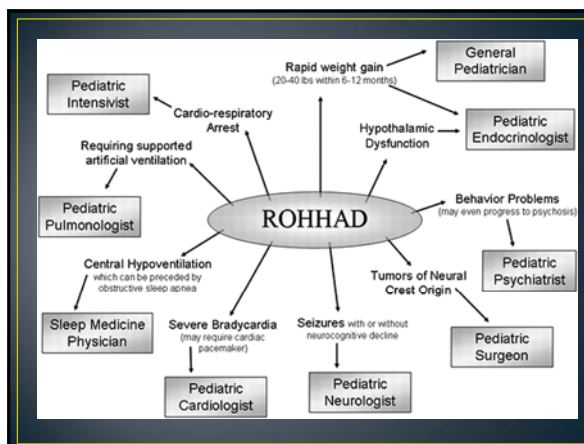 Rapid weight gain
(20-40 lbs within 6-12 months)
General
Pediatrician
Pediatric
Intensivist
Cardio-respiratory
Arrest
Hypothalamic
Dysfunction
Pediatric
Endocrinologist
Requiring supported
artificial ventilation
Pediatric
Pulmonologist
ROHHAD
Behavior Problems
(may even progress to psychosis)
Pediatric
Psychiatrist
Central Hypoventilation
which can be preceded by
obstructive sleep apnea
Sleep Medicine
Physician
Tumors of Neural
Crest Origin
Pediatric
Surgeon
Severe Bradycardia
(may require cardiac
pacemaker)
Pediatric
Cardiologist
Seizures with or without
neurocognitive decline
Pediatric
Neurologist